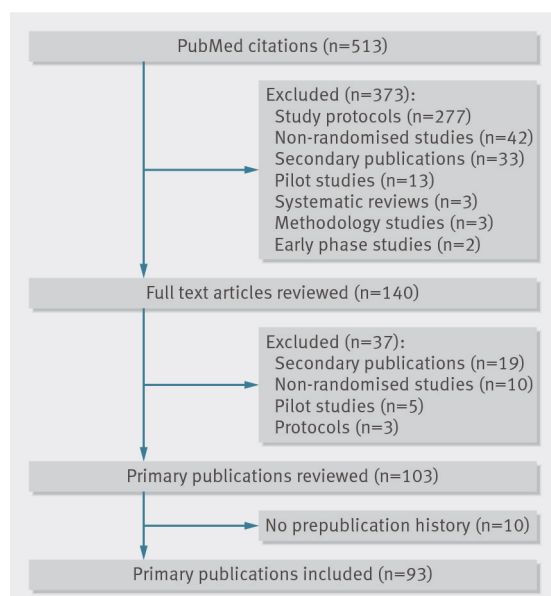 PubMed citations (n=513)
Excluded (n=373):
Study protocols (n=277)
Non-randomised studies (n=42)
Secondary publications (n=33)
Pilot studies (n=13)
Systematic reviews (n=3)
Methodology studies (n=3)
Early phase studies (n=2)
Full text articles reviewed (n=140)
Excluded (n=37):
Secondary publications (n=19)
Non-randomised studies (n=10)
Pilot studies (n=5)
Protocols (n=3)
Primary publications reviewed (n=103)
No prepublication history (n=10)
Primary publications included (n=93)